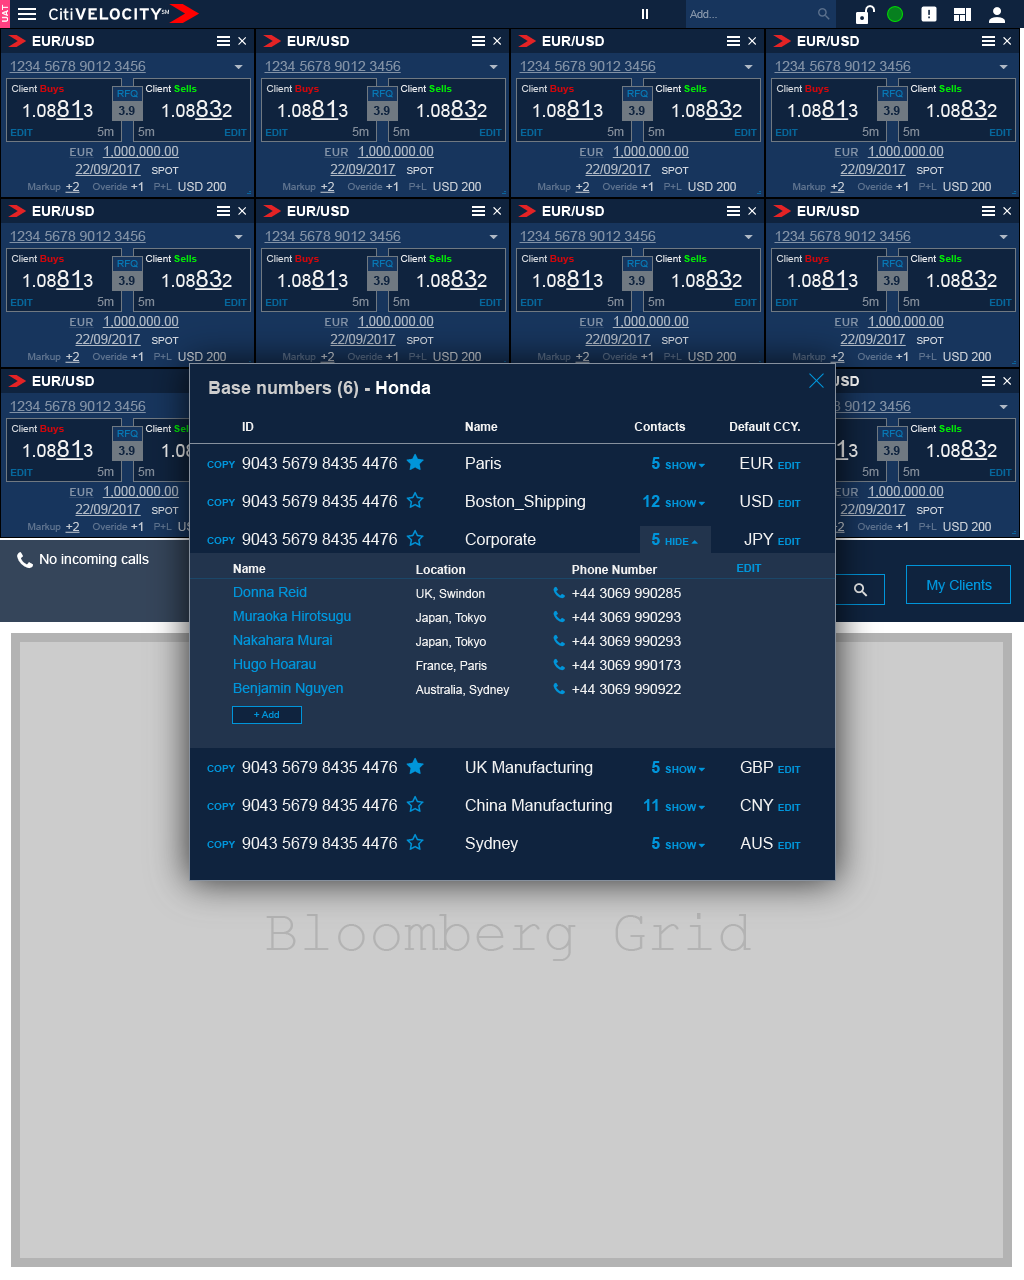 UAT
CitiVELOCITY SM
Add...
EUR/USD EUR/USD EUR/USD EUR/USD
1234 5678 9012 3456 1234 5678 9012 3456 1234 5678 9012 3456 1234 5678 9012 3456
Client Buys RFQ Client Sells Client Buys RFQ Client Sells Client Buys RFQ Client Sells Client Buys RFQ Client Sells
1.08813 3.9 1.08832 1.08813 3.9 1.08832 1.08813 3.9 1.08832 1.08813 3.9 1.08832
EDIT 5m 5m EDIT EDIT 5m 5m EDIT EDIT 5m 5m EDIT EDIT 5m 5m EDIT
EUR 1,000,000.00 EUR 1,000,000.00 EUR 1,000,000.00 EUR 1,000,000.00
22/09/2017 SPOT 22/09/2017 SPOT 22/09/2017 SPOT 22/09/2017 SPOT
Markup +2 Overide +1 P+L USD 200 Markup +2 Overide +1 P+L USD 200 Markup +2 Overide +1 P+L USD 200 Markup +2 Overide +1 P+L USD 200
EUR/USD EUR/USD EUR/USD EUR/USD
1234 5678 9012 3456 1234 5678 9012 3456 1234 5678 9012 3456 1234 5678 9012 3456
Client Buys RFQ Client Sells Client Buys RFQ Client Sells Client Buys RFQ Client Sells Client Buys RFQ Client Sells
1.08813 3.9 1.08832 1.08813 3.9 1.08832 1.08813 3.9 1.08832 1.08813 3.9 1.08832
EDIT 5m 5m EDIT EDIT 5m 5m EDIT EDIT 5m 5m EDIT EDIT 5m 5m EDIT
EUR 1,000,000.00 EUR 1,000,000.00 EUR 1,000,000.00 EUR 1,000,000.00
22/09/2017 SPOT 22/09/2017 SPOT 22/09/2017 SPOT 22/09/2017 SPOT
Markup +2 Overide +1 P+L USD 200 Markup +2 Overide +1 P+L USD 200 Markup +2 Overide +1 P+L USD 200 Markup +2 Overide +1 P+L USD 200
EUR/USD
1234 5678 9012 3456
Client Buys RFQ Client
1.08813 3.9 1.0
EDIT 5m 5m
EUR 1,000,000.00
22/09/2017 SPOT
Markup +2 Overide +1 P+L
USD
9012 3456
RFQ Client Sells
3.9 1.08832
5m 5m EDIT
1,000,000.00
22/09/2017 SPOT
+2 Overide +1 P+L USD 200
Base numbers (6) - Honda
ID Name Contacts Default CCY.
COPY 9043 5679 8435 4476 Paris 5 SHOW EUR EDIT
COPY 9043 5679 8435 4476 Boston_Shipping 12 SHOW USD EDIT
COPY 9043 5679 8435 4476 Corporate 5 HIDE JPY EDIT
Name Location Phone Number EDIT
Donna Reid UK, Swindon +44 3069 990285
Muraoka Hirotsugu Japan, Tokyo +44 3069 990293
Nakahara Murai Japan, Tokyo +44 3069 990293
Hugo Hoarau France, Paris +44 3069 990173
Benjamin Nguyen Australia, Sydney +44 3069 990922
+ Add
COPY 9043 5679 8435 4476 UK Manufacturing 5 SHOW GBP EDIT
COPY 9043 5679 8435 4476 China Manufacturing 11 SHOW CNY EDIT
COPY 9043 5679 8435 4476 Sydney 5 SHOW AUS EDIT
No incoming calls
My Clients
Bloomberg Grid